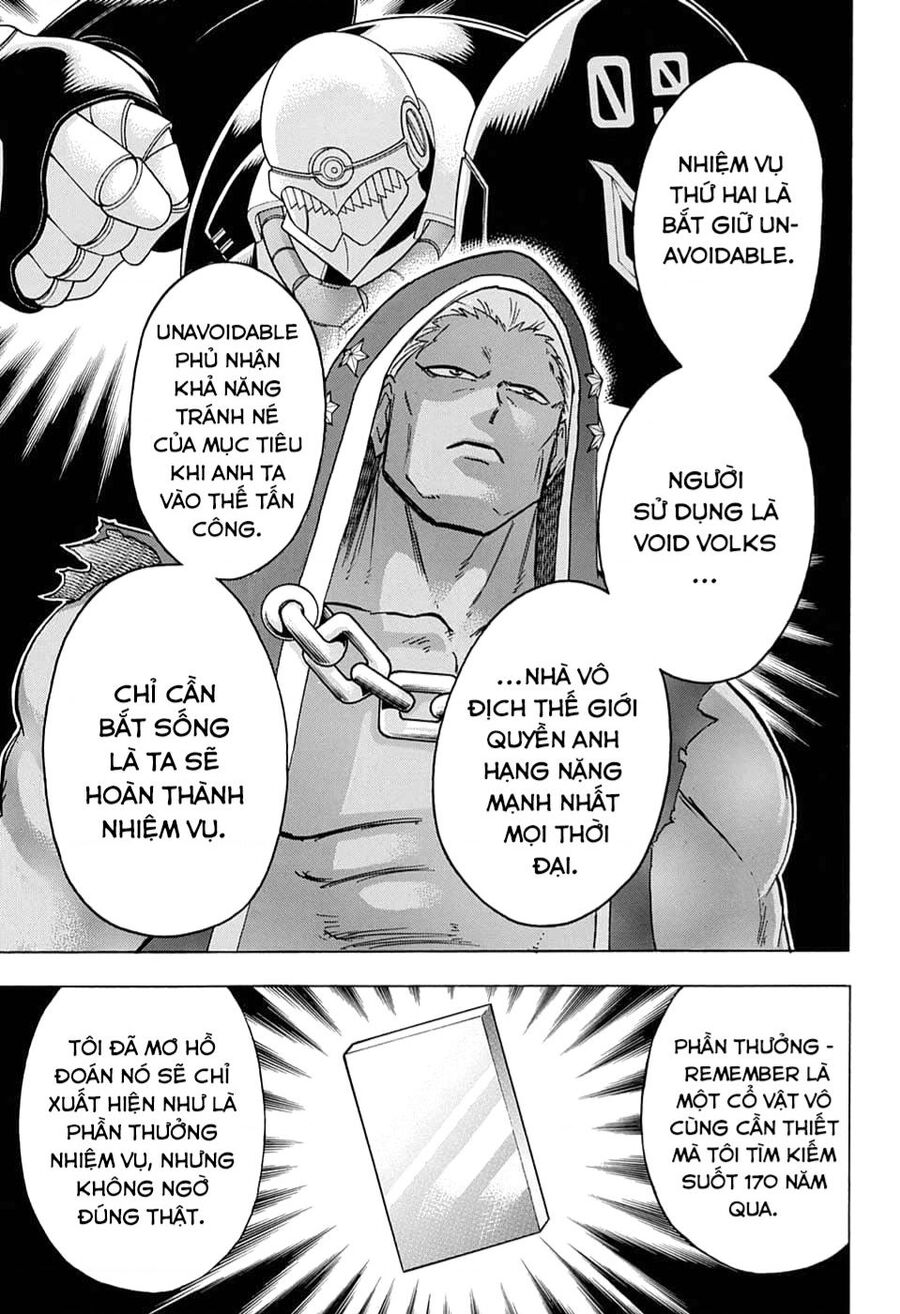 09
NHIỆM VỤ
THỨ HAI LÀ
BẮT GIỮ UN-
AVOIDABLE.
NGƯỜI
SỬ DỤNG LÀ
VOID VOLKS
...
...NHÀ VÔ
ĐỊCH THẾ GIỚI
QUYỀN ANH
HẠNG NẶNG
MẠNH NHẤT
MỌI THỜI
ĐẠI.
UNAVOIDABLE
PHỦ NHẬN
KHẢ NĂNG
TRÁNH NÉ
CỦA MỤC TIÊU
KHI ANH TA
VÀO THẾ TẤN
CÔNG.
CHỈ CẦN
BẮT SỐNG
LÀ TA SẼ
HOÀN THÀNH
NHIỆM VỤ.
PHẦN THƯỞNG -
REMEMBER LÀ
MỘT CỔ VẬT VÔ
CÙNG CẦN THIẾT
MÀ TÔI TÌM KIẾM
SUỐT 170 NĂM
QUA.
TÔI ĐÃ MƠ HỒ
ĐOÁN NÓ SẼ CHỈ
XUẤT HIỆN NHƯ LÀ
PHẦN THƯỞNG
NHIỆM VỤ, NHƯNG
KHÔNG NGỜ
ĐÚNG THẬT.